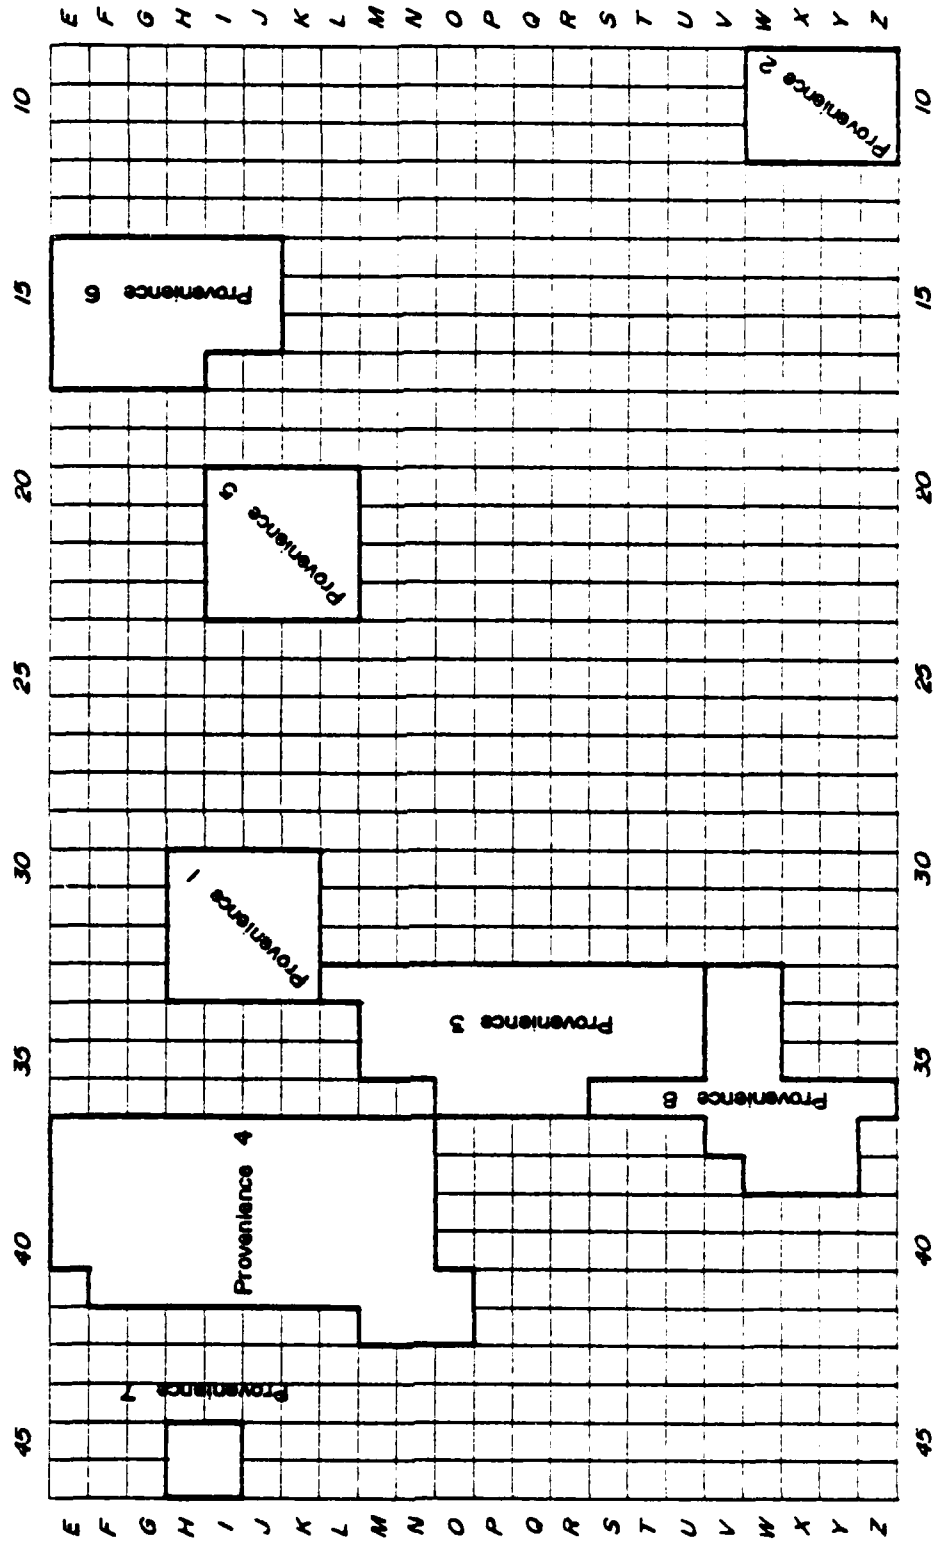 E F G H I J K L M N O P Q R S T U V W X Y Z
10 10
Provenience 2
15 15
Provenience 6
20 20
Provenience 5
25 25
30 30
Provenience 1
Provenience 3
35 35
Provenience 8
Provenience 4
40 40
Provenience 7
45 45
E F G H I J K L M N O P Q R S T U V W X Y Z